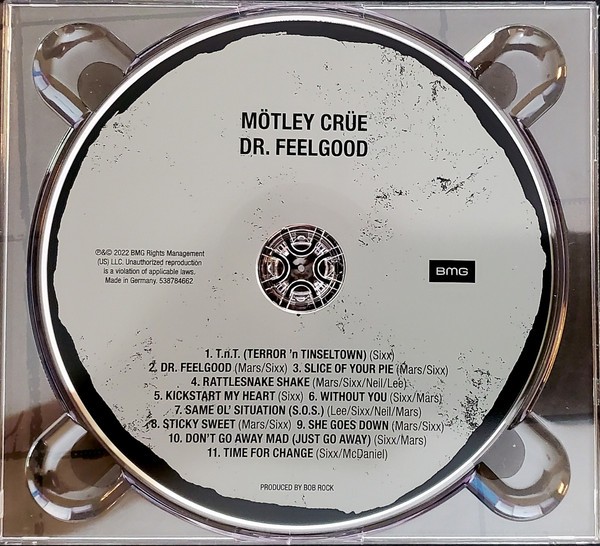 MÖTLEY CRÜE
DR. FEELGOOD
℗&© 2022 BMG Rights Management
(US) LLC. Unauthorized reproduction
is a violation of applicable laws.
Made in Germany. 538784662
BMG
1. T.n.T. (TERROR 'n TINSELTOWN) (Sixx)
2. DR. FEELGOOD (Mars/Sixx) 3. SLICE OF YOUR PIE (Mars/Sixx)
4. RATTLESNAKE SHAKE (Mars/Sixx/Neil/Lee)
5. KICKSTART MY HEART (Sixx) 6. WITHOUT YOU (Sixx/Mars)
7. SAME OL' SITUATION (S.O.S.) (Lee/Sixx/Neil/Mars)
8. STICKY SWEET (Mars/Sixx) 9. SHE GOES DOWN (Mars/Sixx)
10. DON'T GO AWAY MAD (JUST GO AWAY) (Sixx/Mars)
11. TIME FOR CHANGE (Sixx/McDaniel)
PRODUCED BY BOB ROCK